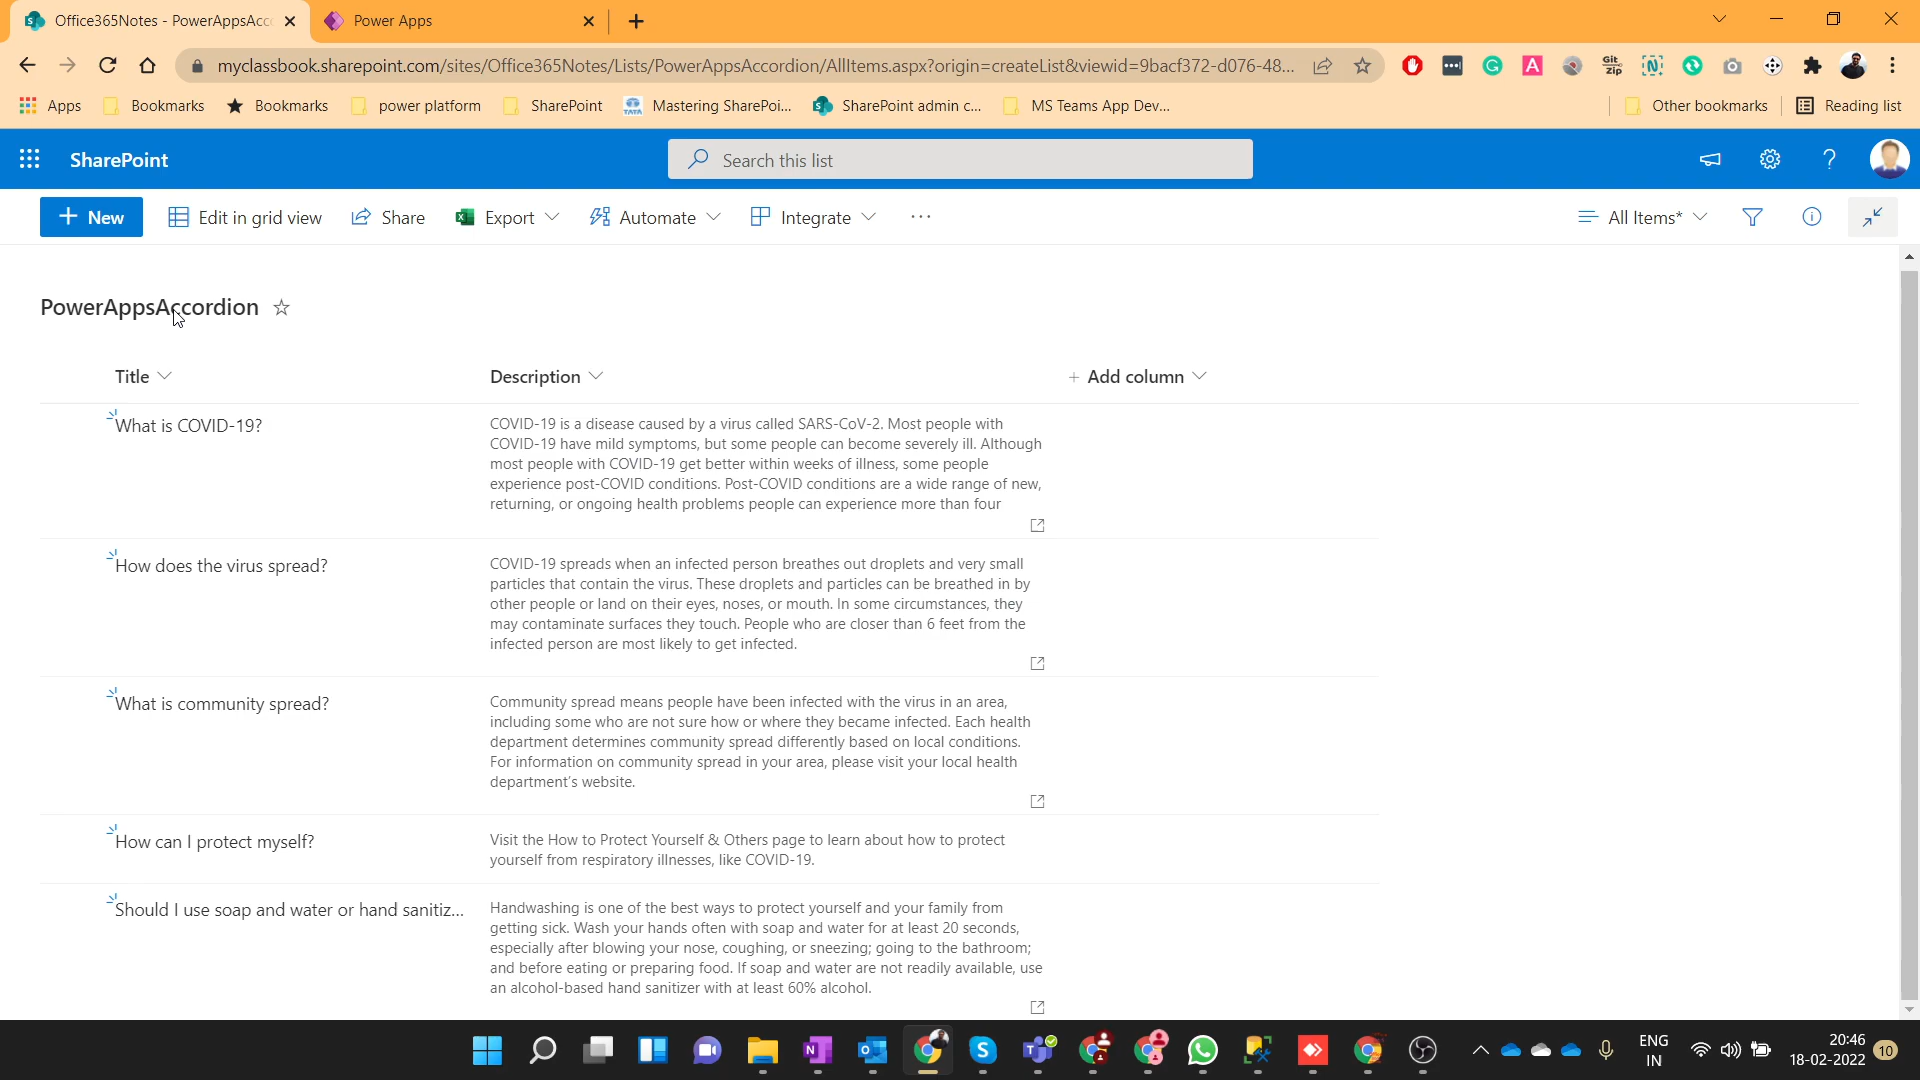 Office365Notes - PowerAppsAcc
Power Apps
myclassbook.sharepoint.com/sites/Office365Notes/Lists/PowerAppsAccordion/AllItems.aspx?origin=createList&viewid=9bacf372-d076-48...
Git
zip
Apps
Bookmarks
Bookmarks
power platform
SharePoint
TATA
Mastering SharePoi...
SharePoint admin c...
MS Teams App Dev...
Other bookmarks
Reading list
SharePoint
Search this list
+ New
Edit in grid view
Share
Export
Automate
Integrate
...
All Items*
PowerAppsAccordion
Title
Description
+ Add column
What is COVID-19?
COVID-19 is a disease caused by a virus called SARS-CoV-2. Most people with
COVID-19 have mild symptoms, but some people can become severely ill. Although
most people with COVID-19 get better within weeks of illness, some people
experience post-COVID conditions. Post-COVID conditions are a wide range of new,
returning, or ongoing health problems people can experience more than four
How does the virus spread?
COVID-19 spreads when an infected person breathes out droplets and very small
particles that contain the virus. These droplets and particles can be breathed in by
other people or land on their eyes, noses, or mouth. In some circumstances, they
may contaminate surfaces they touch. People who are closer than 6 feet from the
infected person are most likely to get infected.
What is community spread?
Community spread means people have been infected with the virus in an area,
including some who are not sure how or where they became infected. Each health
department determines community spread differently based on local conditions.
For information on community spread in your area, please visit your local health
department's website.
How can I protect myself?
Visit the How to Protect Yourself & Others page to learn about how to protect
yourself from respiratory illnesses, like COVID-19.
Should I use soap and water or hand sanitiz...
Handwashing is one of the best ways to protect yourself and your family from
getting sick. Wash your hands often with soap and water for at least 20 seconds,
especially after blowing your nose, coughing, or sneezing; going to the bathroom;
and before eating or preparing food. If soap and water are not readily available, use
an alcohol-based hand sanitizer with at least 60% alcohol.
ENG
IN
20:46
18-02-2022
10